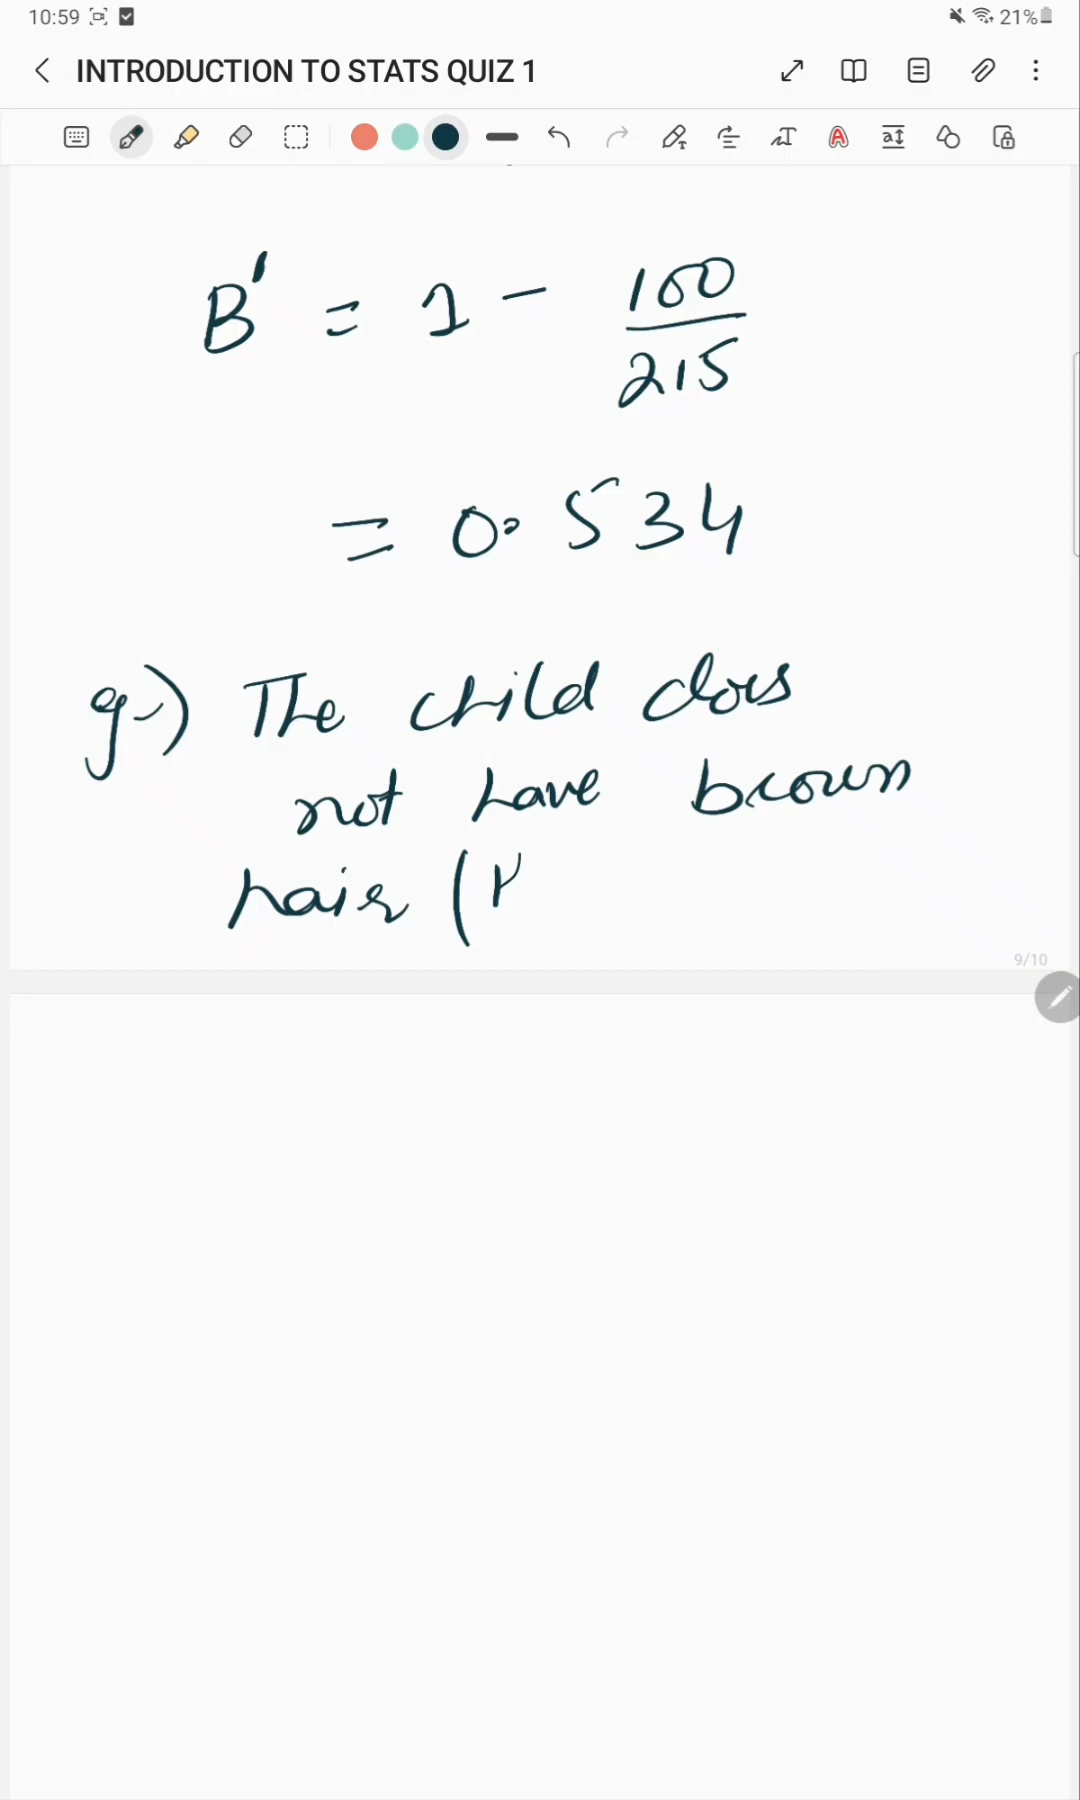 10:59
21%
INTRODUCTION TO STATS QUIZ 1
B' = 1 - 100/215
= 0.534
g.) The child does
not have brown
hair (
9/10